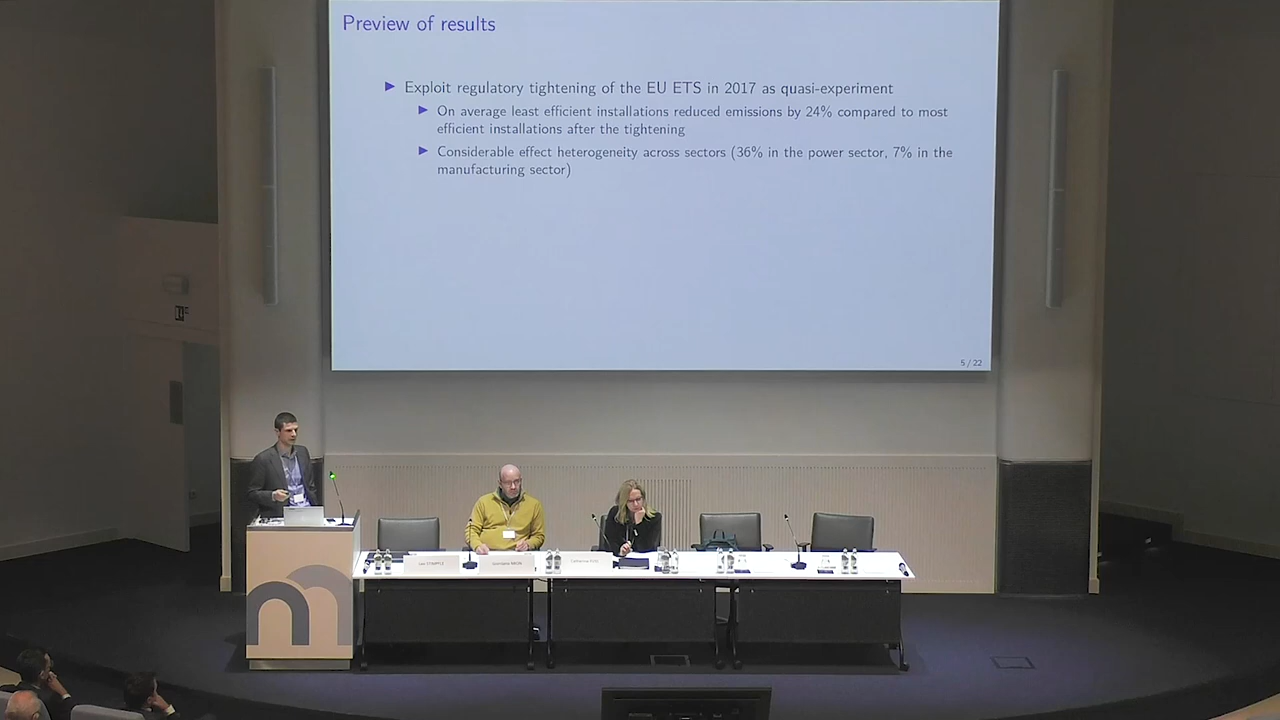 Preview of results
Exploit regulatory tightening of the EU ETS in 2017 as quasi-experiment
On average least efficient installations reduced emissions by 24% compared to most
efficient installations after the tightening
Considerable effect heterogeneity across sectors (36% in the power sector, 7% in the
manufacturing sector)
5 / 22